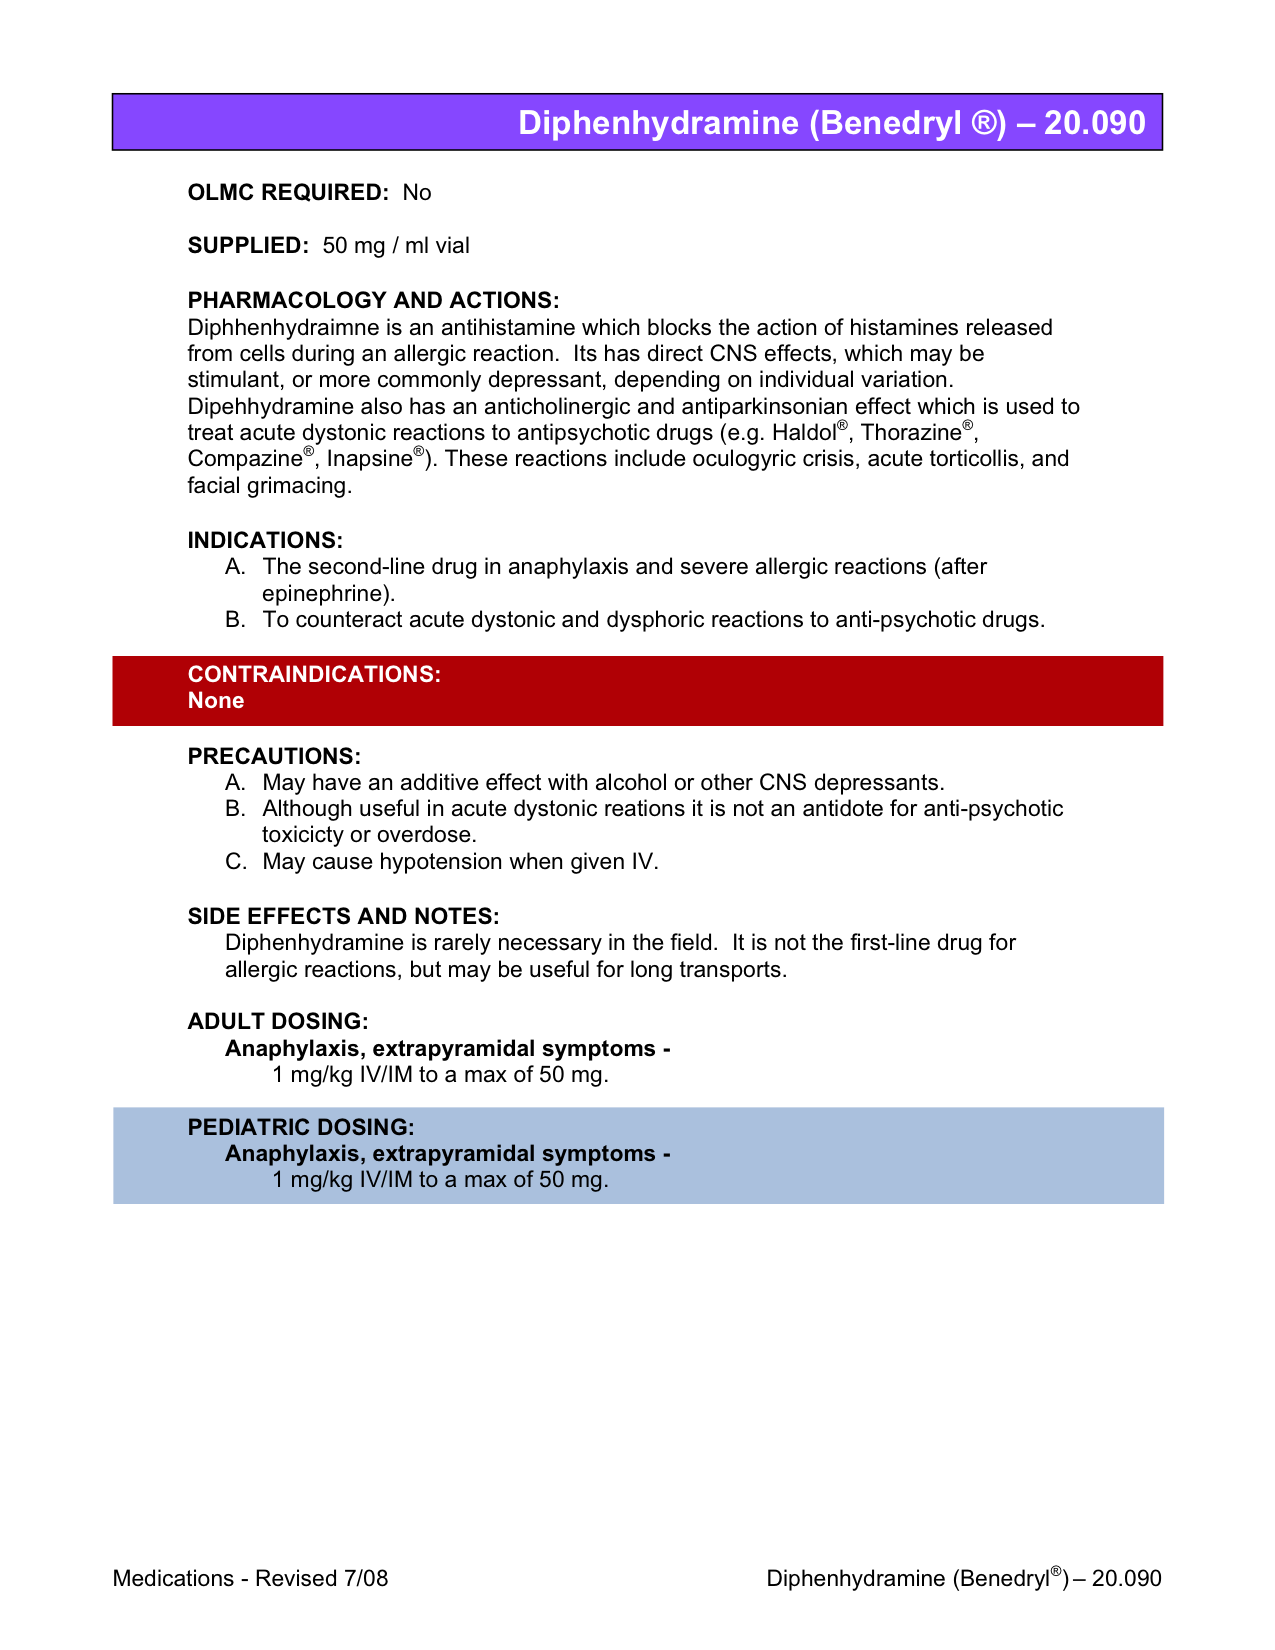 Diphenhydramine (Benedryl ®) – 20.090
OLMC REQUIRED:  No
SUPPLIED:  50 mg / ml vial
PHARMACOLOGY AND ACTIONS:
Diphhenhydraimne is an antihistamine which blocks the action of histamines released
from cells during an allergic reaction.  Its has direct CNS effects, which may be
stimulant, or more commonly depressant, depending on individual variation.
Dipehhydramine also has an anticholinergic and antiparkinsonian effect which is used to
treat acute dystonic reactions to antipsychotic drugs (e.g. Haldol®, Thorazine®,
Compazine®, Inapsine®). These reactions include oculogyric crisis, acute torticollis, and
facial grimacing.
INDICATIONS:
A. The second-line drug in anaphylaxis and severe allergic reactions (after
epinephrine).
B. To counteract acute dystonic and dysphoric reactions to anti-psychotic drugs.
CONTRAINDICATIONS:
None
PRECAUTIONS:
A. May have an additive effect with alcohol or other CNS depressants.
B. Although useful in acute dystonic reations it is not an antidote for anti-psychotic
toxicicty or overdose.
C. May cause hypotension when given IV.
SIDE EFFECTS AND NOTES:
Diphenhydramine is rarely necessary in the field.  It is not the first-line drug for
allergic reactions, but may be useful for long transports.
ADULT DOSING:
Anaphylaxis, extrapyramidal symptoms -
1 mg/kg IV/IM to a max of 50 mg.
PEDIATRIC DOSING:
Anaphylaxis, extrapyramidal symptoms -
1 mg/kg IV/IM to a max of 50 mg.
Medications - Revised 7/08 Diphenhydramine (Benedryl®) – 20.090